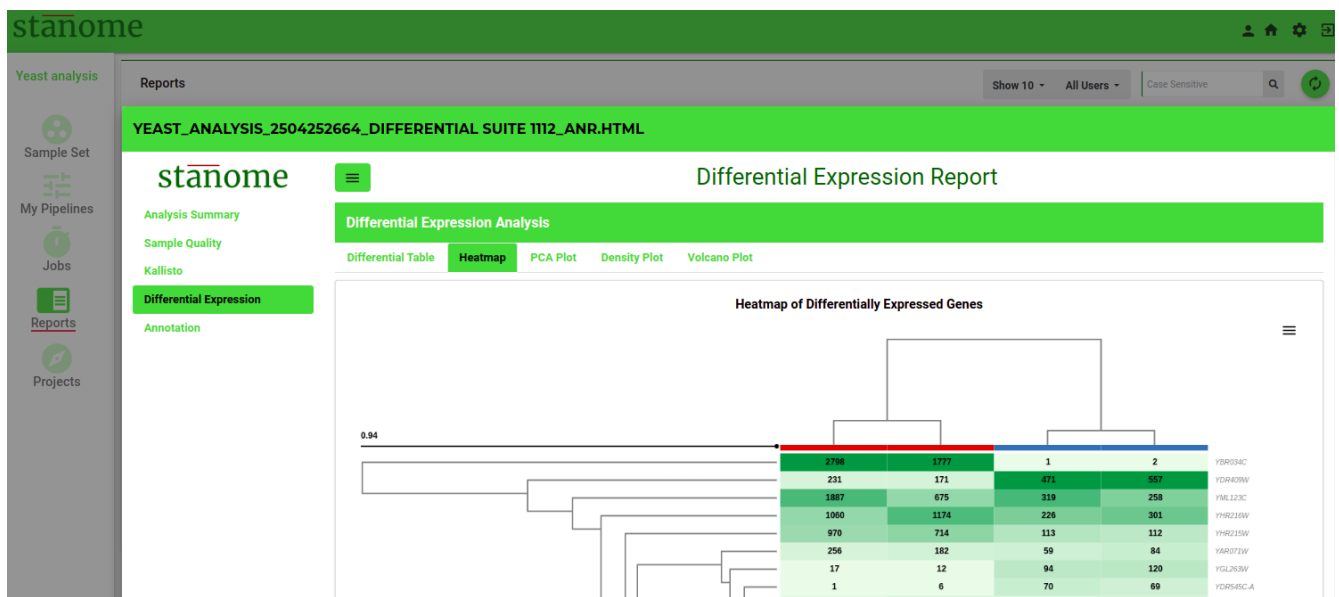 stanome
Yeast analysis
Reports
Show 10
All Users
Case Sensitive
Sample Set
My Pipelines
Jobs
Reports
Projects
YEAST_ANALYSIS_2504252664_DIFFERENTIAL SUITE 1112_ANR.HTML
stanome
Differential Expression Report
Analysis Summary
Sample Quality
Kallisto
Differential Expression
Annotation
Differential Expression Analysis
Differential Table Heatmap PCA Plot Density Plot Volcano Plot
Heatmap of Differentially Expressed Genes
0.94
2798 1777 1 2 YBR034C
231 171 471 557 YDR409W
1887 675 319 258 YML123C
1060 1174 226 301 YHR216W
970 714 113 112 YHR215W
256 182 59 84 YAR071W
17 12 94 120 YGL263W
1 6 70 69 YDR545C-A